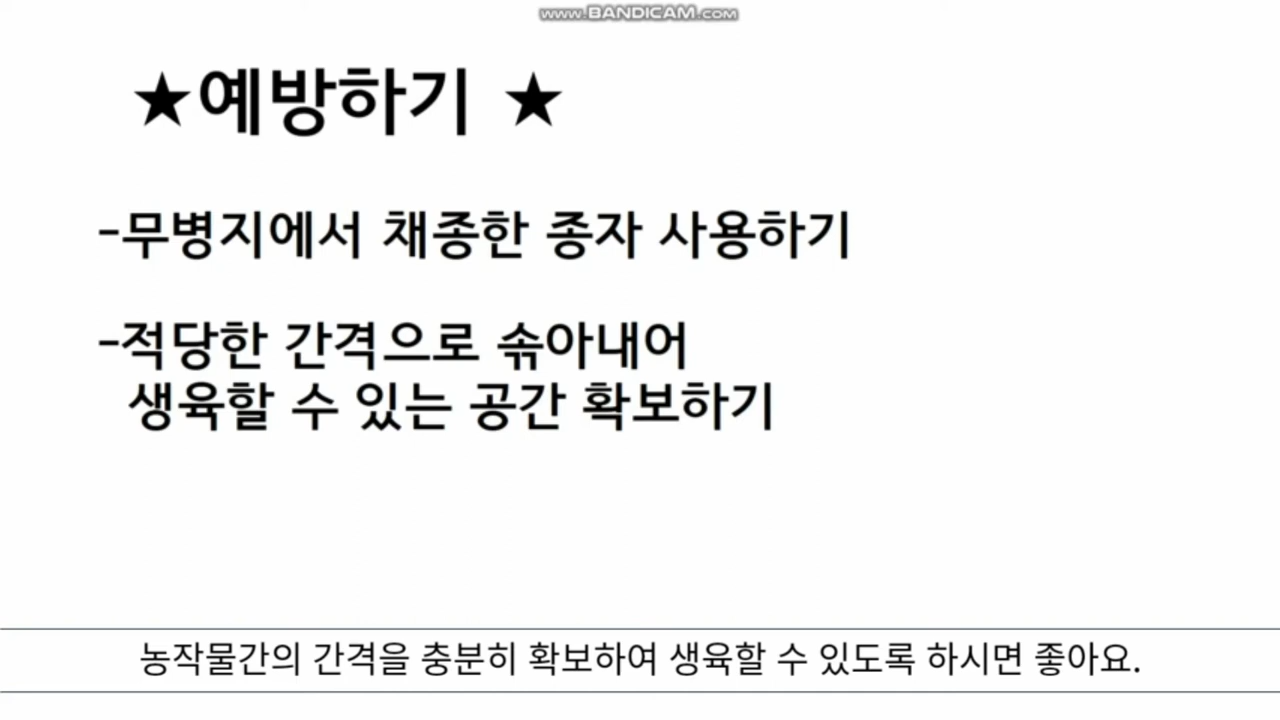 www.BANDICAM.com
★예방하기 ★
-무병지에서 채종한 종자 사용하기
-적당한 간격으로 솎아내어
생육할 수 있는 공간 확보하기
농작물간의 간격을 충분히 확보하여 생육할 수 있도록 하시면 좋아요.